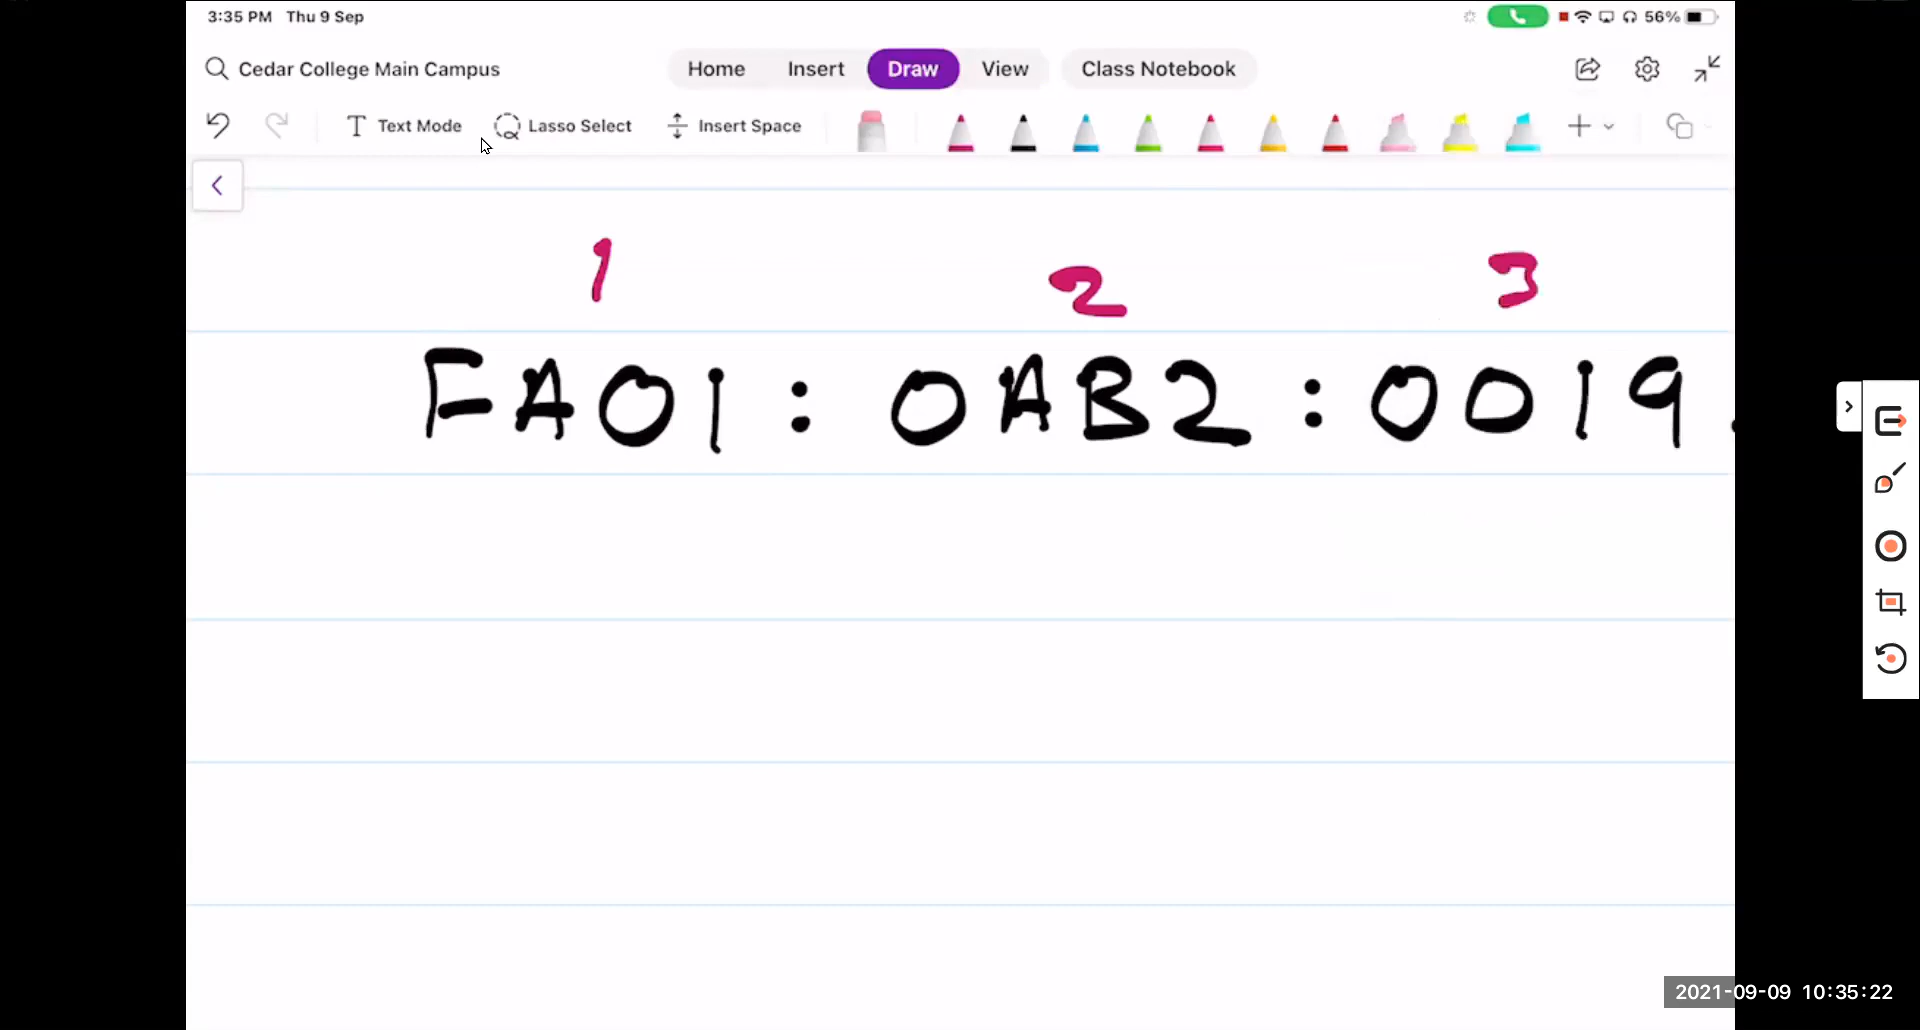 3:35 PM Thu 9 Sep
56%
Cedar College Main Campus
Home Insert Draw View Class Notebook
Text Mode Lasso Select Insert Space
1 2 3
FA01 : 0AB2 : 0019
2021-09-09 10:35:22